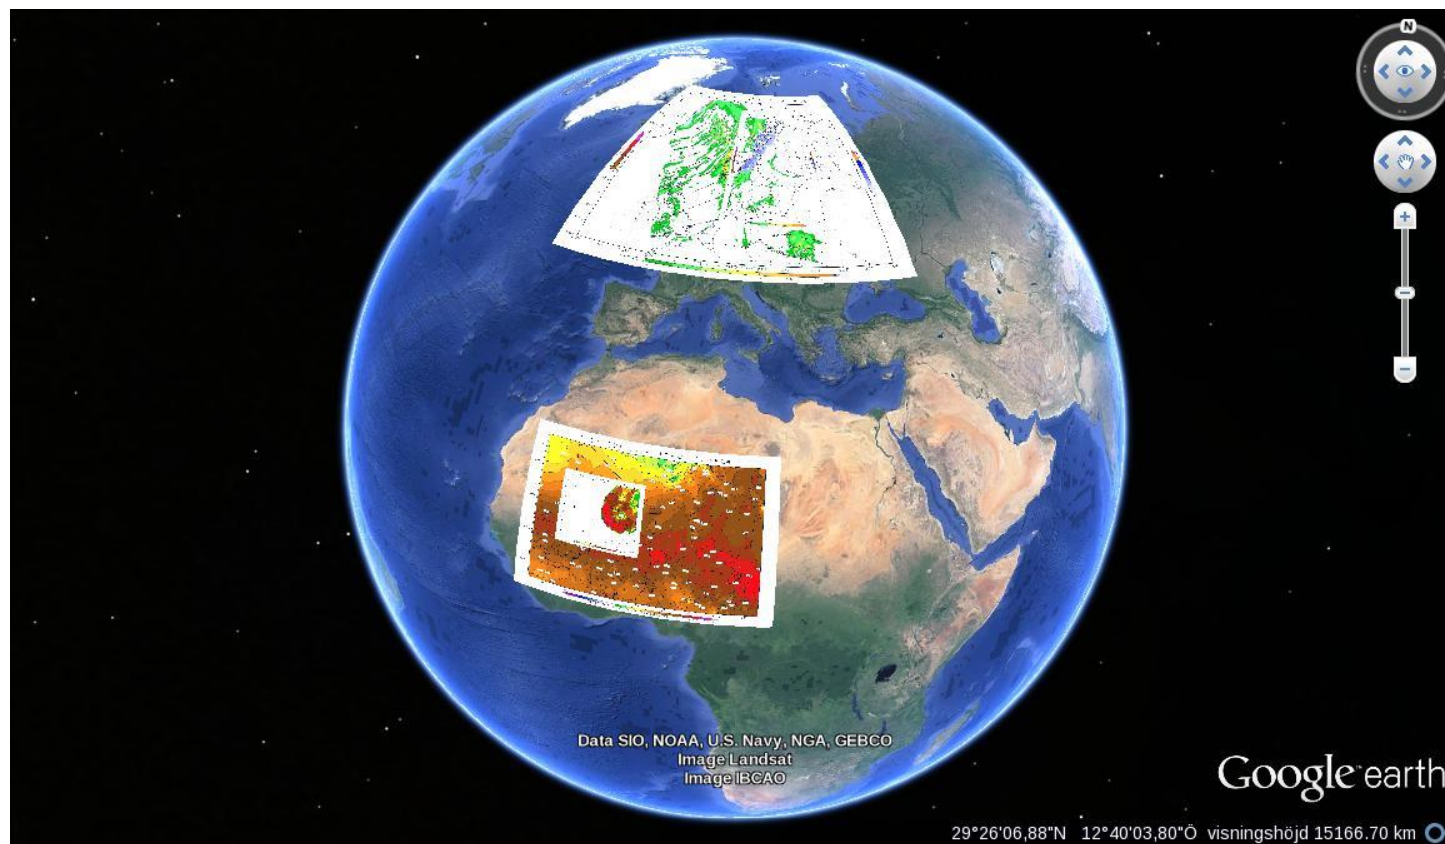 N
Data SIO, NOAA, U.S. Navy, NGA, GEBCO
Image Landsat
Image IBCAO
Google earth
29°26'06,88"N 12°40'03,80"Ö visningshöjd 15166.70 km